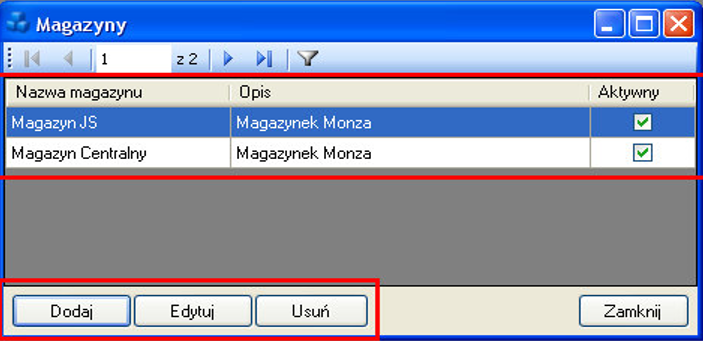 Magazyny
1 z 2
Nazwa magazynu Opis Aktywny
Magazyn JS Magazynek Monza
Magazyn Centralny Magazynek Monza
Dodaj Edytuj Usuń Zamknij